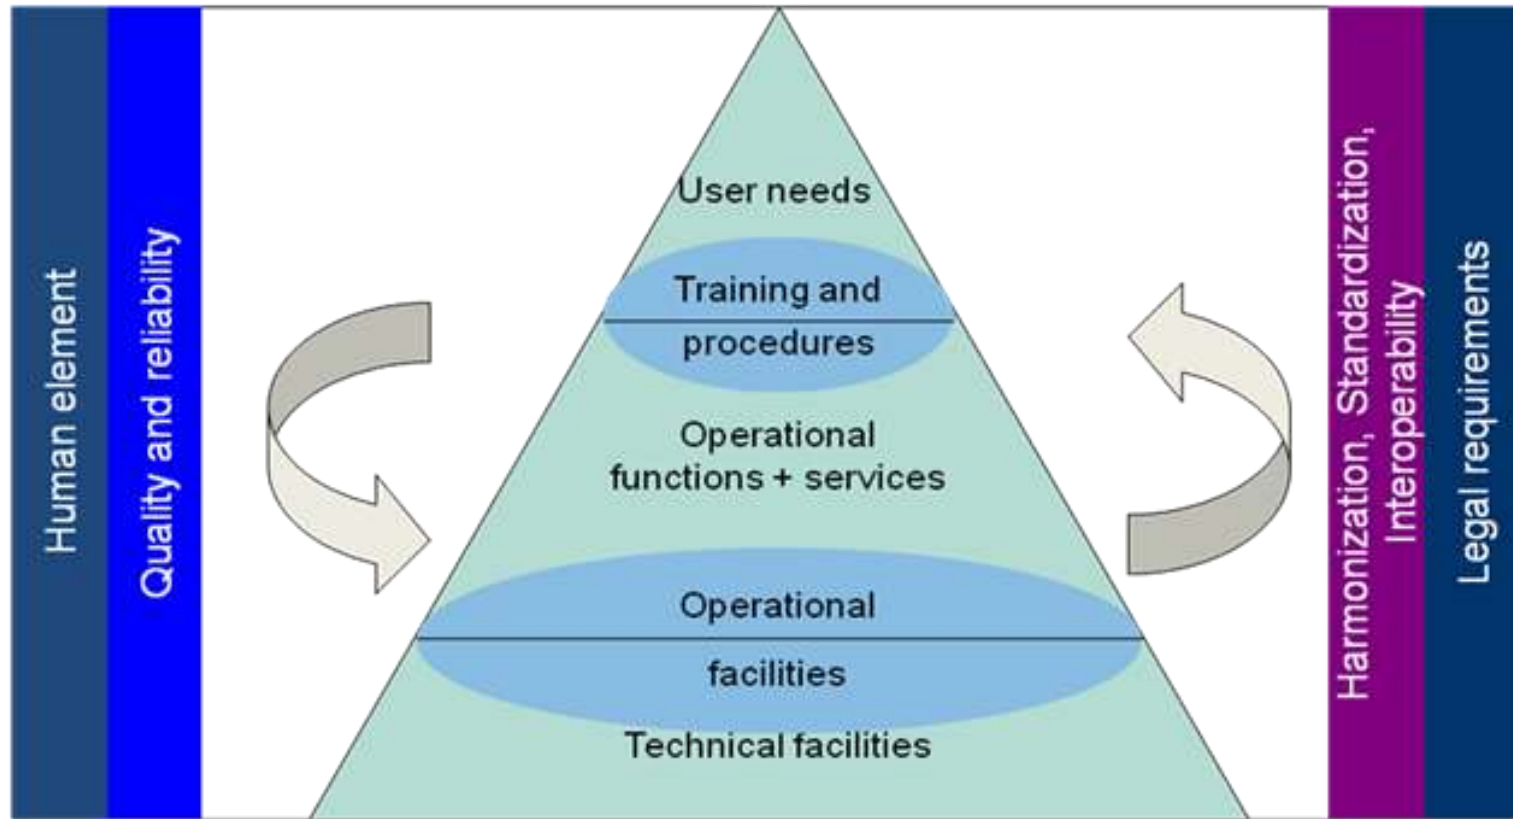 Human element
Quality and reliability
User needs
Training and
procedures
Operational
functions + services
Operational
facilities
Technical facilities
Harmonization, Standardization,
Interoperability
Legal requirements